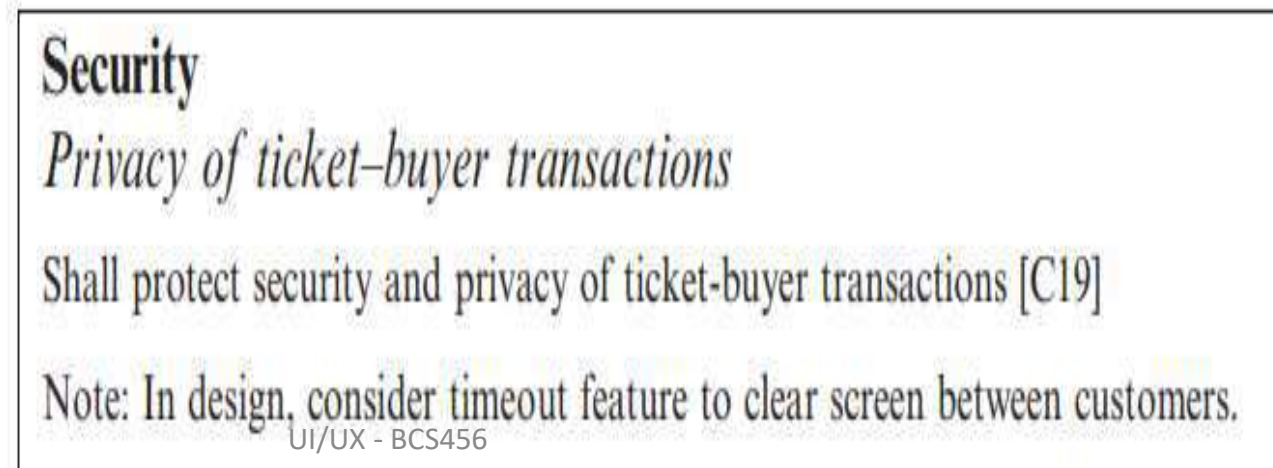 Security
Privacy of ticket–buyer transactions
Shall protect security and privacy of ticket-buyer transactions [C19]
Note: In design, consider timeout feature to clear screen between customers.
UI/UX - BCS456